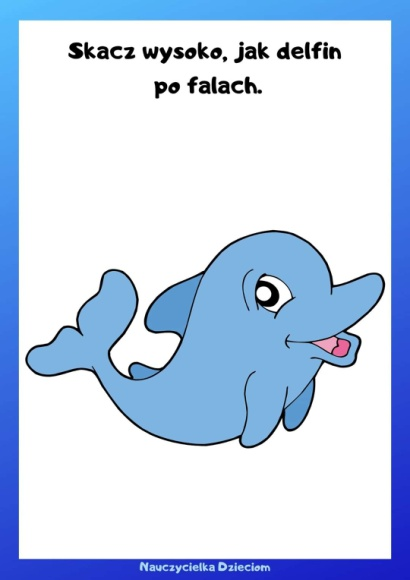 Skacz wysoko, jak delfin
po falach.
Nauczycielka Dzieciom